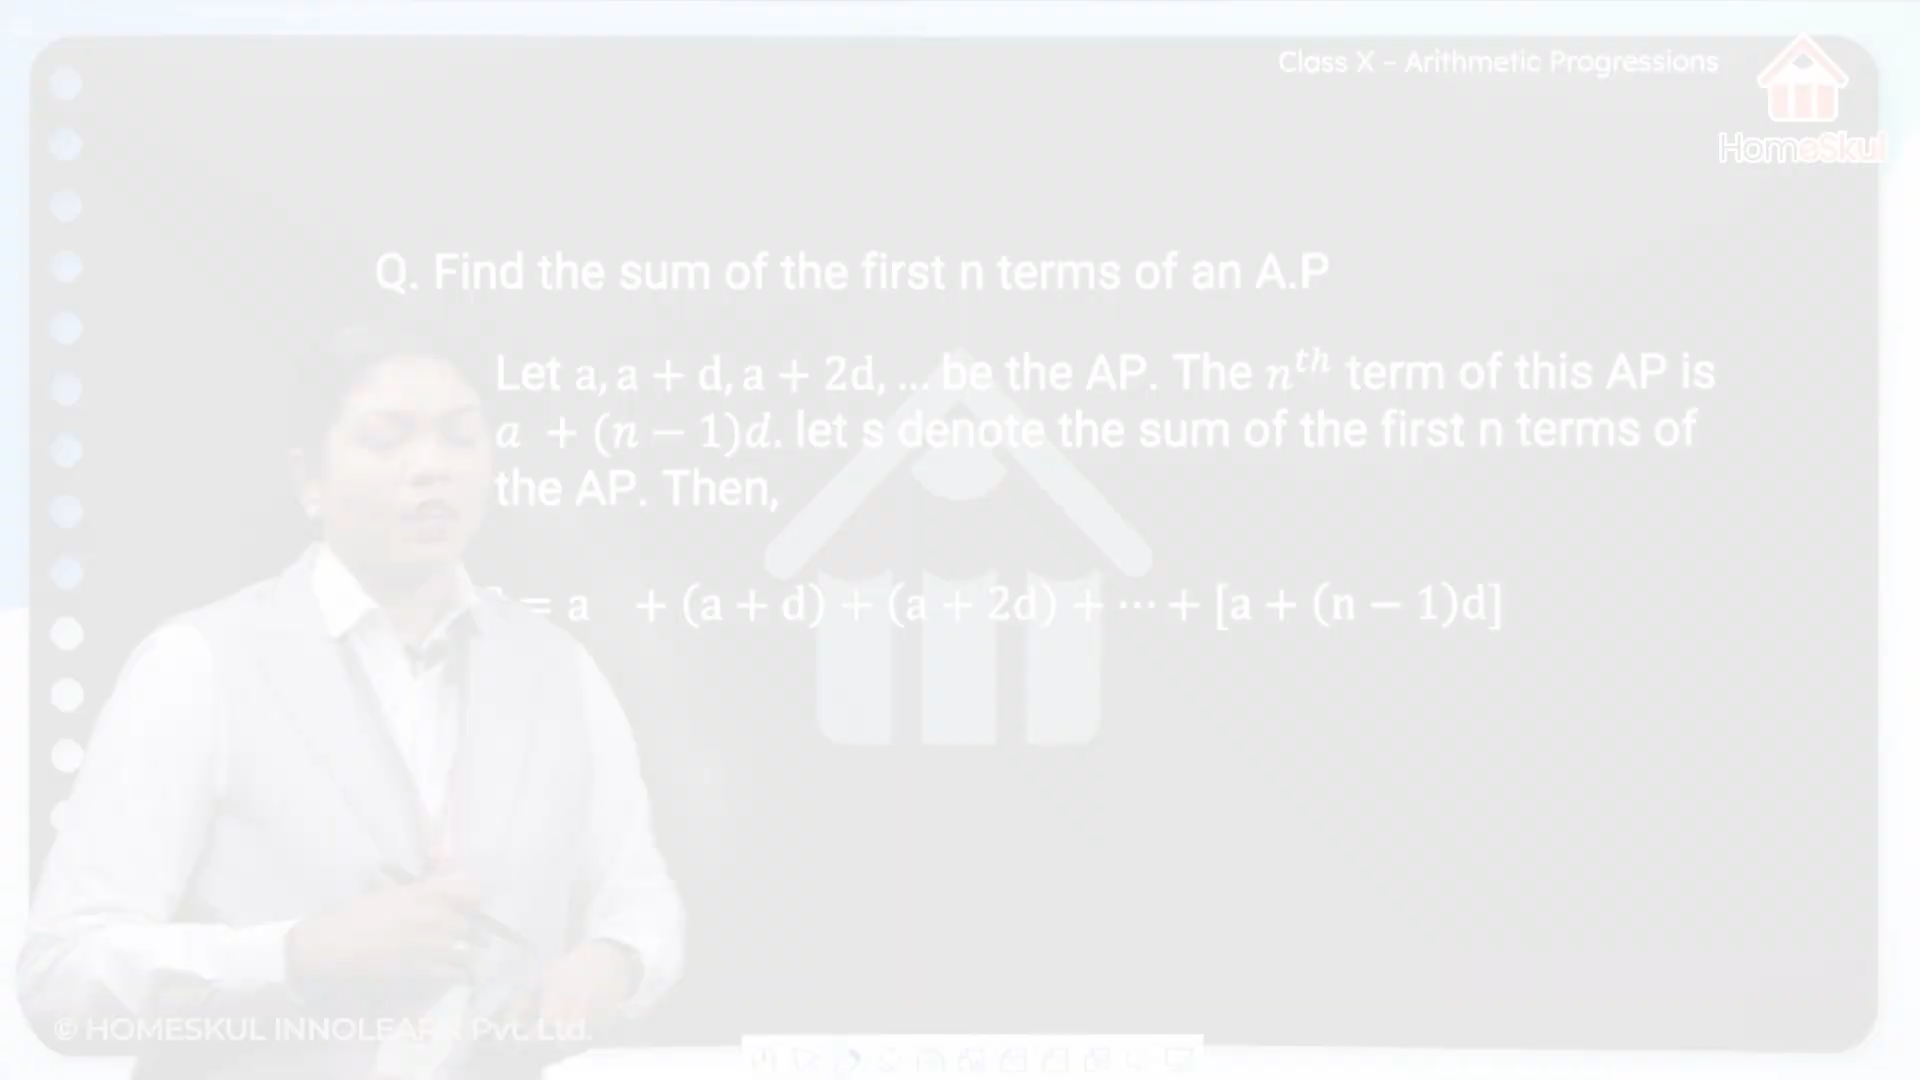 Class X - Arithmetic Progressions
HomeSkul
Q. Find the sum of the first n terms of an A.P
Let a, a + d, a + 2d, ... be the AP. The nᵗʰ term of this AP is
a + (n − 1)d. let s denote the sum of the first n terms of
the AP. Then,
= a + (a + d) + (a + 2d) + ⋯ + [a + (n − 1)d]
© HOMESKUL INNOLEARN Pvt. Ltd.